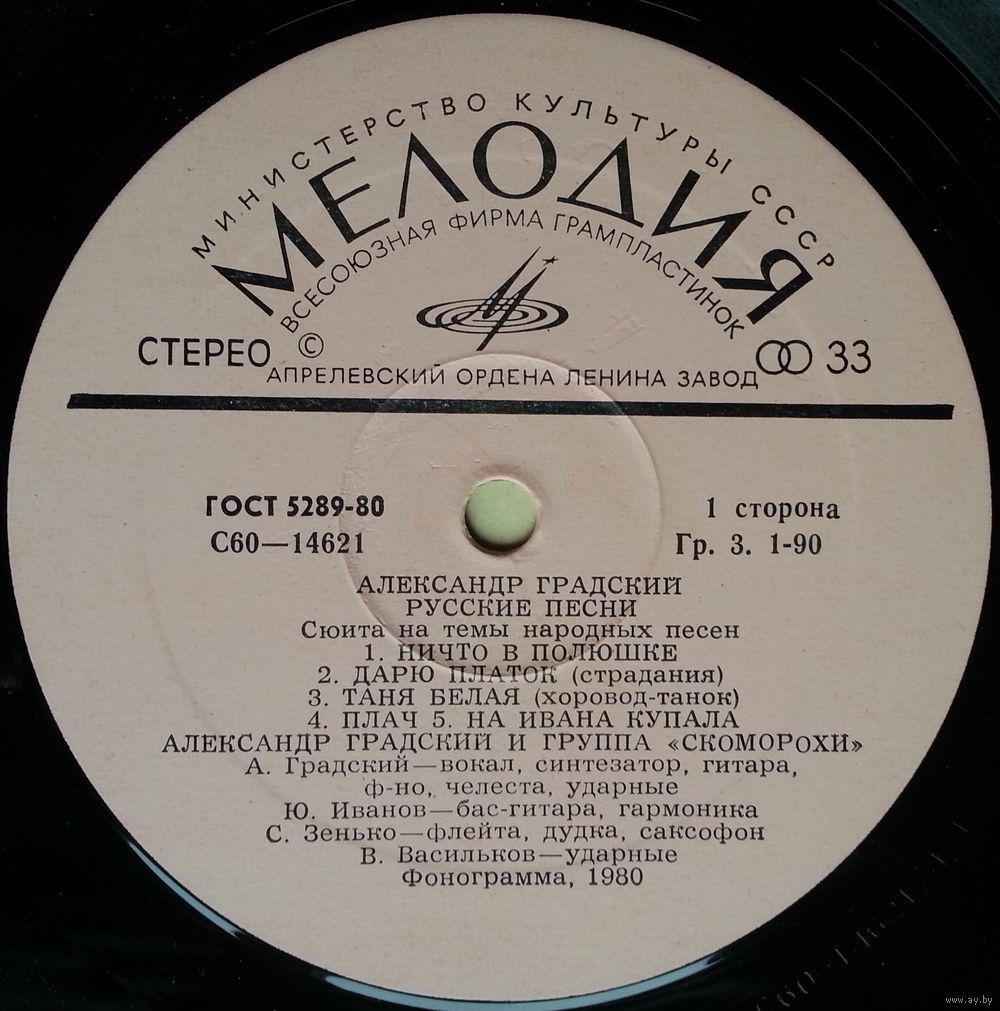 МИНИСТЕРСТВО КУЛЬТУРЫ СССР
МЕЛОДИЯ
ВСЕСОЮЗНАЯ ФИРМА ГРАМПЛАСТИНОК
СТЕРЕО © 33
АПРЕЛЕВСКИЙ ОРДЕНА ЛЕНИНА ЗАВОД
ГОСТ 5289-80 1 сторона
С60—14621 Гр. 3. 1-90
АЛЕКСАНДР ГРАДСКИЙ
РУССКИЕ ПЕСНИ
Сюита на темы народных песен
1. НИЧТО В ПОЛЮШКЕ
2. ДАРЮ ПЛАТОК (страдания)
3. ТАНЯ БЕЛАЯ (хоровод-танок)
4. ПЛАЧ 5. НА ИВАНА КУПАЛА
АЛЕКСАНДР ГРАДСКИЙ И ГРУППА «СКОМОРОХИ»
А. Градский—вокал, синтезатор, гитара,
ф-но, челеста, ударные
Ю. Иванов—бас-гитара, гармоника
С. Зенько—флейта, дудка, саксофон
В. Васильков—ударные
Фонограмма, 1980
www.ay.by